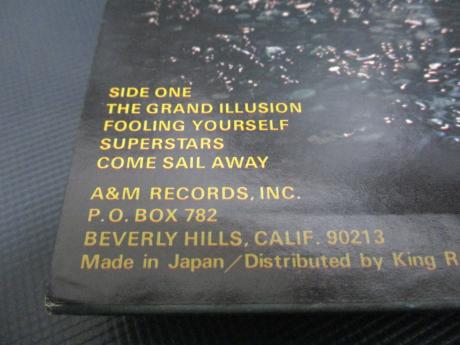 SIDE ONE
THE GRAND ILLUSION
FOOLING YOURSELF
SUPERSTARS
COME SAIL AWAY
A&M RECORDS, INC.
P.O. BOX 782
BEVERLY HILLS, CALIF. 90213
Made in Japan/Distributed by King R